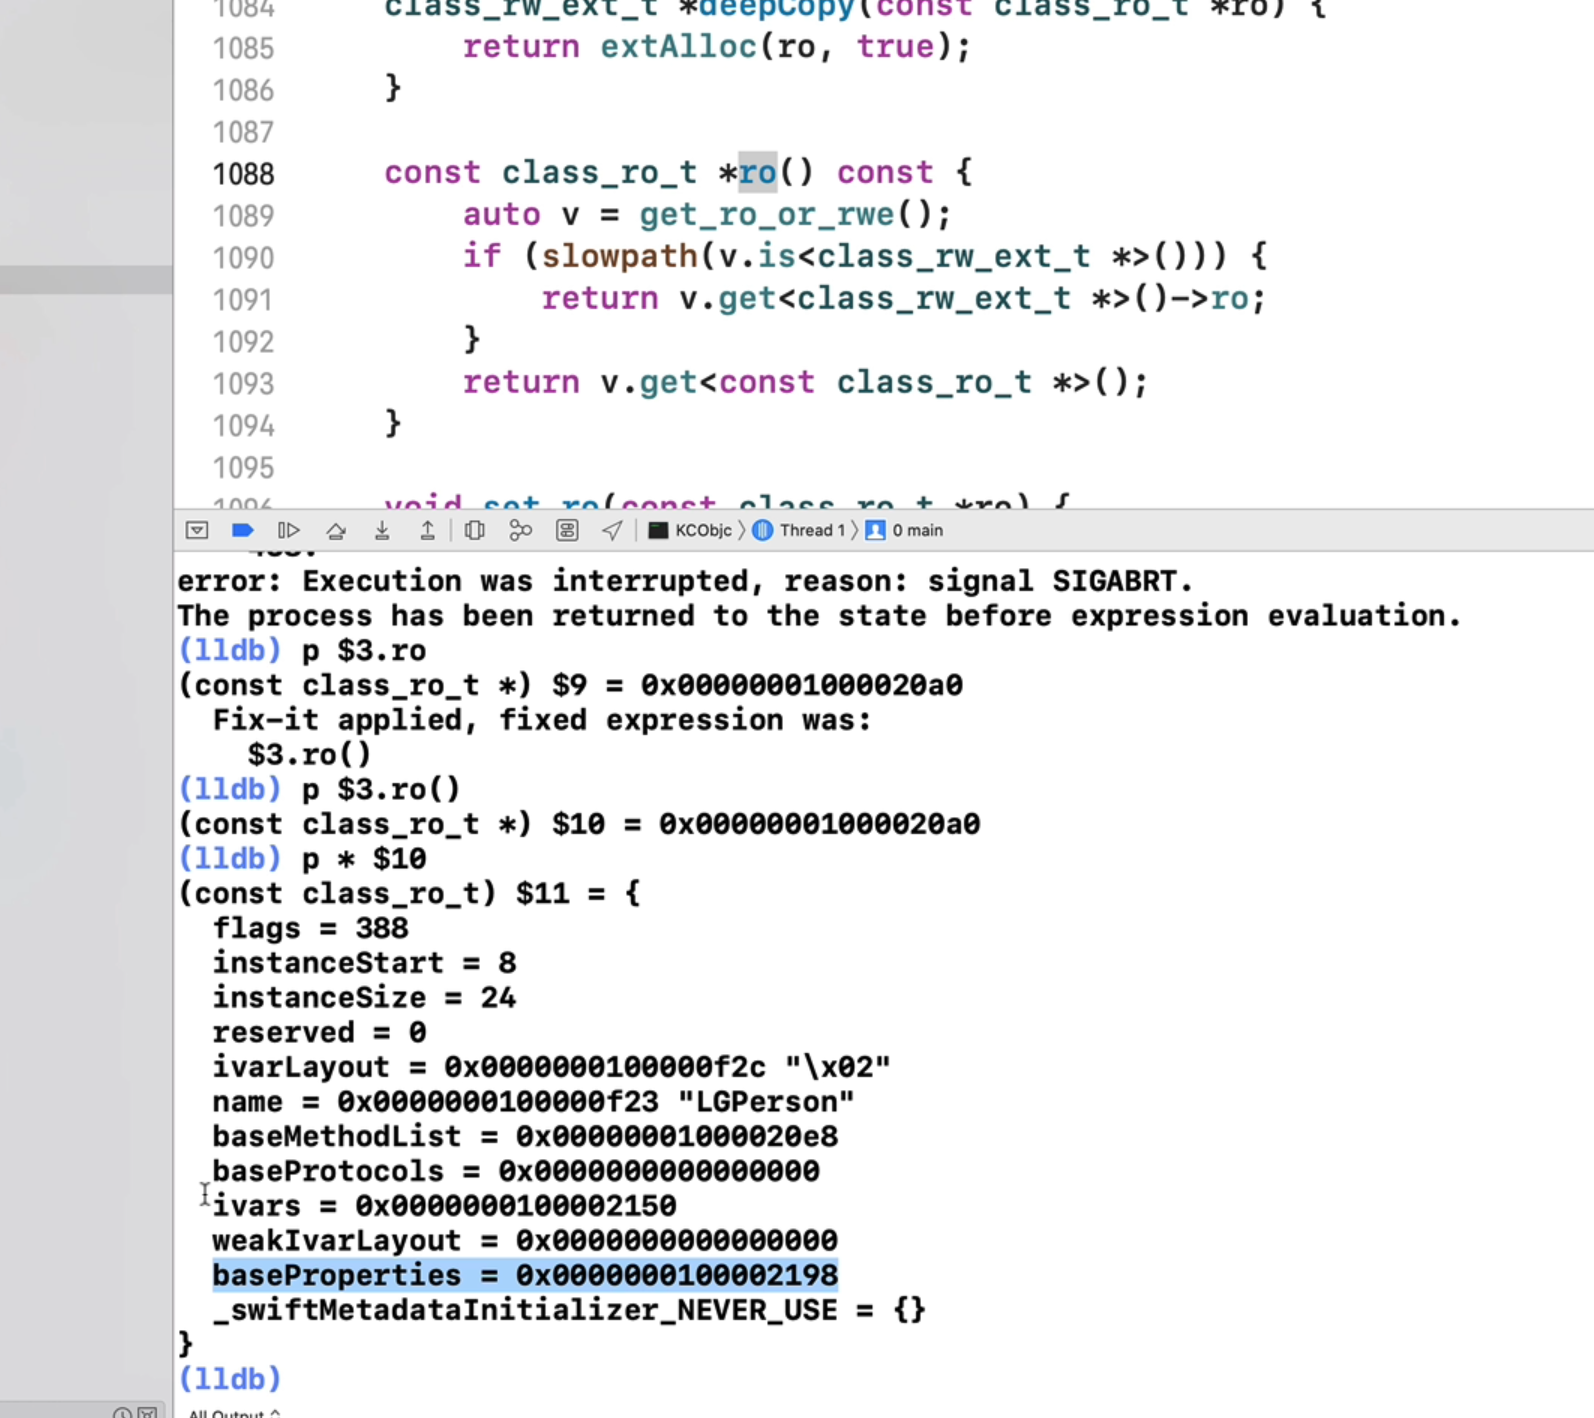 1084 class_rw_ext_t *deepCopy(const class_ro_t *ro) {
1085 return extAlloc(ro, true);
1086 }
1087
1088 const class_ro_t *ro() const {
1089 auto v = get_ro_or_rwe();
1090 if (slowpath(v.is<class_rw_ext_t *>())) {
1091 return v.get<class_rw_ext_t *>()->ro;
1092 }
1093 return v.get<const class_ro_t *>();
1094 }
1095
1096 void set_ro(const class_ro_t *ro) {
KCObjc 〉 Thread 1 〉 0 main
error: Execution was interrupted, reason: signal SIGABRT.
The process has been returned to the state before expression evaluation.
(lldb) p $3.ro
(const class_ro_t *) $9 = 0x00000001000020a0
Fix-it applied, fixed expression was:
$3.ro()
(lldb) p $3.ro()
(const class_ro_t *) $10 = 0x00000001000020a0
(lldb) p * $10
(const class_ro_t) $11 = {
flags = 388
instanceStart = 8
instanceSize = 24
reserved = 0
ivarLayout = 0x0000000100000f2c "\x02"
name = 0x0000000100000f23 "LGPerson"
baseMethodList = 0x00000001000020e8
baseProtocols = 0x0000000000000000
ivars = 0x0000000100002150
weakIvarLayout = 0x0000000000000000
baseProperties = 0x0000000100002198
_swiftMetadataInitializer_NEVER_USE = {}
}
(lldb)
All Output